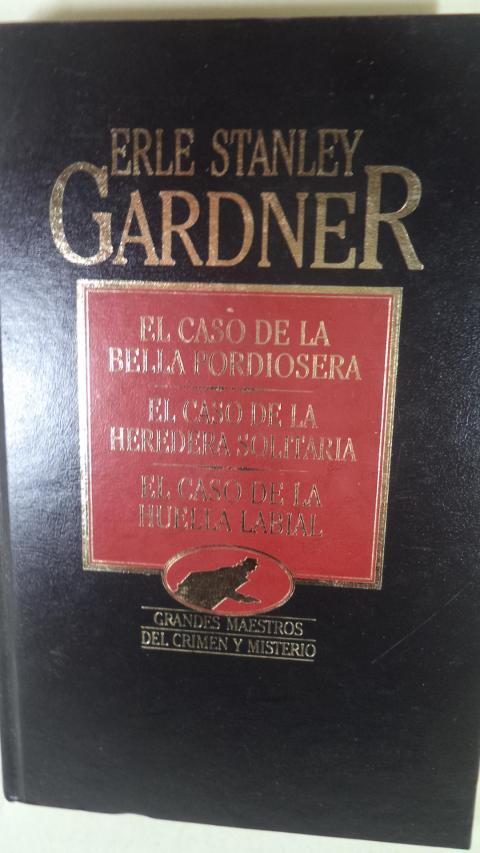 ERLE STANLEY
GARDNER
EL CASO DE LA
BELLA PORDIOSERA
EL CASO DE LA
HEREDERA SOLITARIA
EL CASO DE LA
HUELLA LABIAL
GRANDES MAESTROS
DEL CRIMEN Y MISTERIO